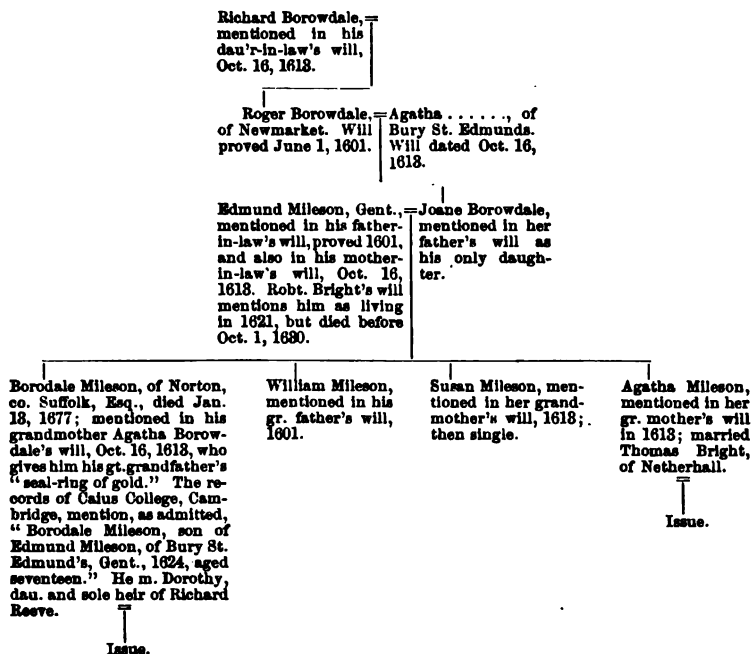 Richard Borowdale,=
mentioned in his
dau'r-in-law's will,
Oct. 16, 1613.
Roger Borowdale,=
of Newmarket. Will
proved June 1, 1601.
Agatha . . . . . ., of
Bury St. Edmunds.
Will dated Oct. 16,
1613.
Edmund Mileson, Gent.,=
mentioned in his father-
in-law's will, proved 1601,
and also in his mother-
in-law's will, Oct. 16,
1613. Robt. Bright's will
mentions him as living
in 1621, but died before
Oct. 1, 1630.
Joane Borowdale,
mentioned in her
father's will as
his only daugh-
ter.
Borodale Mileson, of Norton,
co. Suffolk, Esq., died Jan.
13, 1677; mentioned in his
grandmother Agatha Borow-
dale's will, Oct. 16, 1613, who
gives him his gt.grandfather's
"seal-ring of gold." The re-
cords of Caius College, Cam-
bridge, mention, as admitted,
"Borodale Mileson, son of
Edmund Mileson, of Bury St.
Edmund's, Gent., 1624, aged
seventeen." He m. Dorothy,
dau. and sole heir of Richard
Reeve.
Issue.
William Mileson,
mentioned in his
gr. father's will,
1601.
Susan Mileson, men-
tioned in her grand-
mother's will, 1613;
then single.
Agatha Mileson,
mentioned in her
gr. mother's will
in 1613; married
Thomas Bright,
of Netherhall.
Issue.